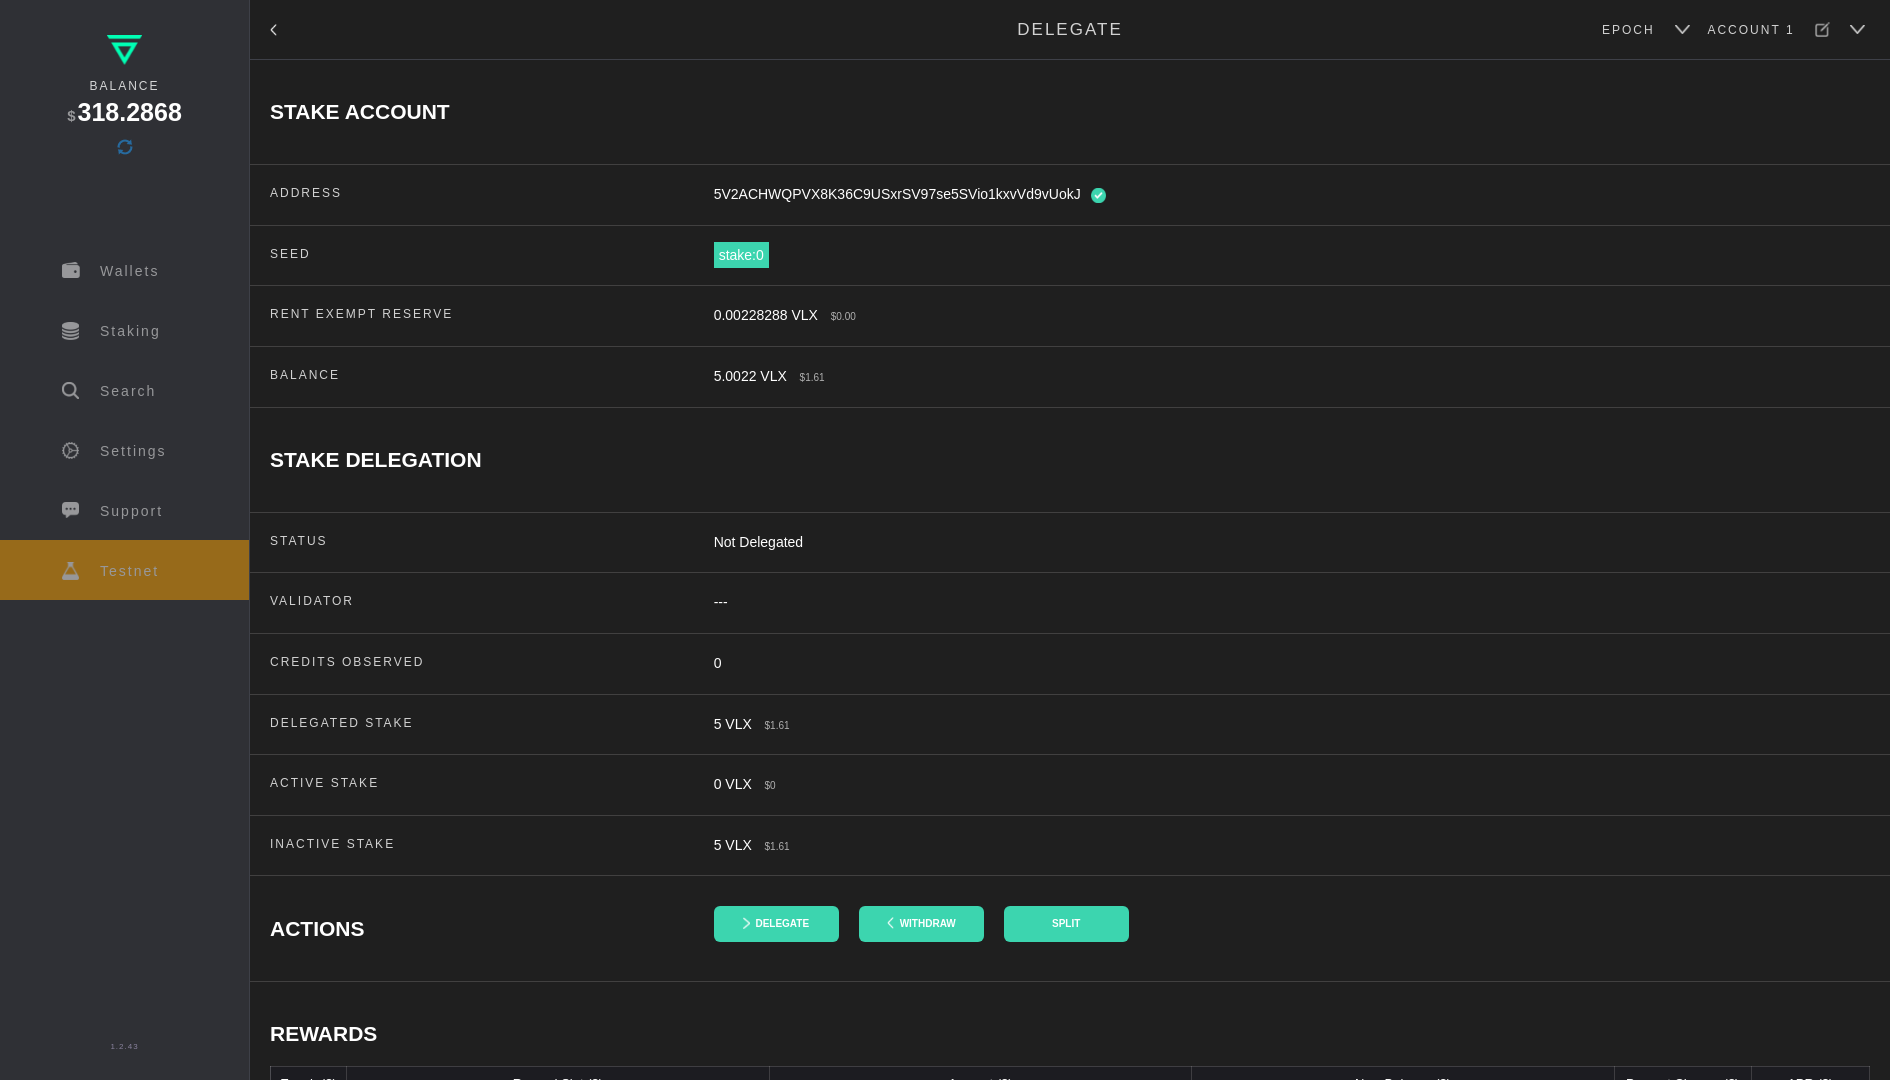 BALANCE
$318.2868
Wallets
Staking
Search
Settings
Support
Testnet
1.2.43
DELEGATE
EPOCH
ACCOUNT 1
STAKE ACCOUNT
ADDRESS
5V2ACHWQPVX8K36C9USxrSV97se5SVio1kxvVd9vUokJ
SEED
stake:0
RENT EXEMPT RESERVE
0.00228288 VLX $0.00
BALANCE
5.0022 VLX $1.61
STAKE DELEGATION
STATUS
Not Delegated
VALIDATOR
---
CREDITS OBSERVED
0
DELEGATED STAKE
5 VLX $1.61
ACTIVE STAKE
0 VLX $0
INACTIVE STAKE
5 VLX $1.61
ACTIONS
DELEGATE
WITHDRAW
SPLIT
REWARDS